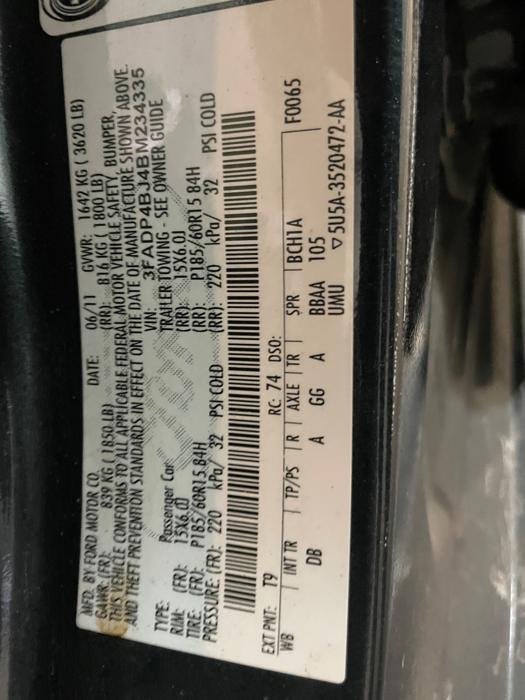 MFD. BY FORD MOTOR CO.
DATE: 06/11 GVWR: 1642 KG ( 3620 LB)
GAWR: (FR): 839 KG (1850 LB) (RR): 816 KG (1800 LB)
THIS VEHICLE CONFORMS TO ALL APPLICABLE FEDERAL MOTOR VEHICLE SAFETY, BUMPER,
AND THEFT PREVENTION STANDARDS IN EFFECT ON THE DATE OF MANUFACTURE SHOWN ABOVE.
VIN: 3FADP4BJ4BM234335
TYPE: Passenger Car TRAILER TOWING - SEE OWNER GUIDE
RIM: (FR): 15X6.0J (RR): 15X6.0J
TIRE: (FR): P185/60R15 84H (RR): P185/60R15 84H
PRESSURE: (FR): 220 kPa/ 32 PSI COLD (RR): 220 kPa/ 32 PSI COLD
EXT PNT: T9 RC: 74 DSO: F0065
WB INT TR TP/PS R AXLE TR SPR BCH1A
DB A GG A BBAA 105
UMU ▽5U5A-3520472-AA